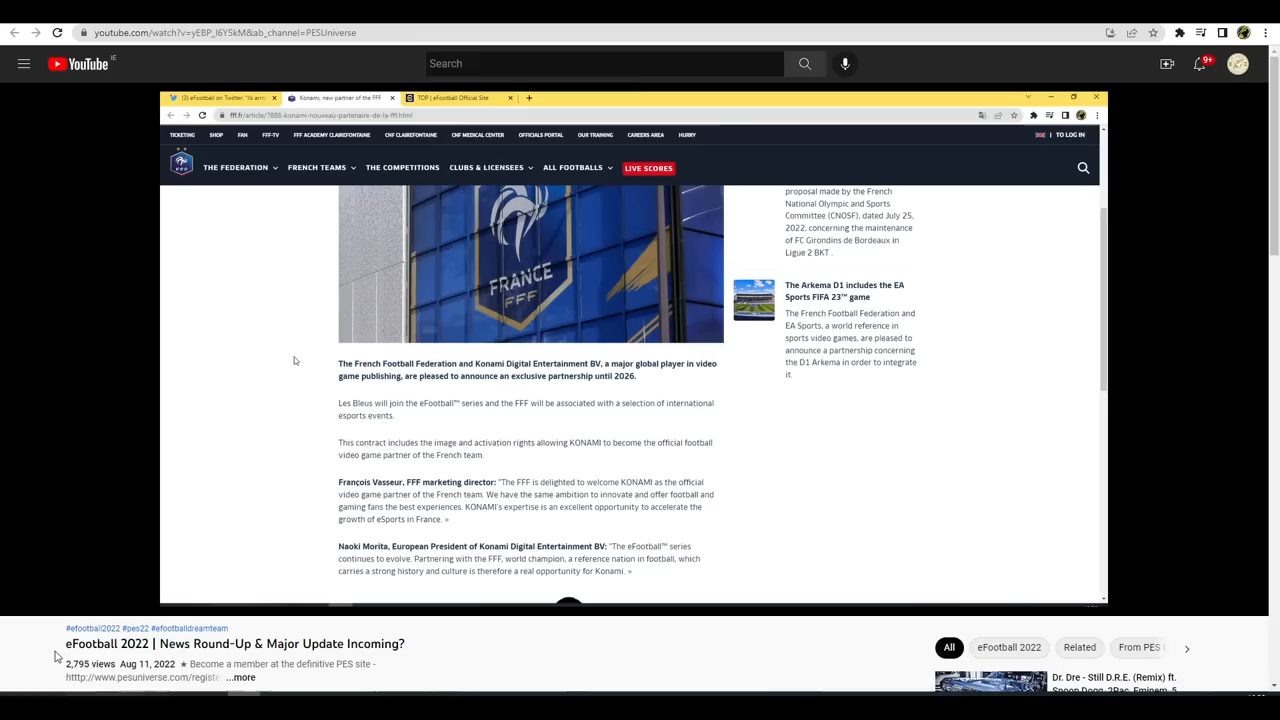 youtube.com/watch?v=yEBP_I6Y5kM&ab_channel=PESUniverse
YouTube IE
Search
9+
(3) eFootball on Twitter: "Ils arriv
Konami, new partner of the FFF
TOP | eFootball Official Site
fff.fr/article/7888-konami-nouveau-partenaire-de-la-fff.html
TICKETING SHOP FAN FFF-TV FFF ACADEMY CLAIREFONTAINE CNF CLAIREFONTAINE CNF MEDICAL CENTER OFFICIALS PORTAL OUR TRAINING CAREERS AREA HURRY TO LOG IN
FFF
THE FEDERATION FRENCH TEAMS THE COMPETITIONS CLUBS & LICENSEES ALL FOOTBALLS LIVE SCORES
FRANCE
FFF
The French Football Federation and Konami Digital Entertainment BV, a major global player in video
game publishing, are pleased to announce an exclusive partnership until 2026.
Les Bleus will join the eFootball™ series and the FFF will be associated with a selection of international
esports events.
This contract includes the image and activation rights allowing KONAMI to become the official football
video game partner of the French team.
François Vasseur, FFF marketing director: "The FFF is delighted to welcome KONAMI as the official
video game partner of the French team. We have the same ambition to innovate and offer football and
gaming fans the best experiences. KONAMI's expertise is an excellent opportunity to accelerate the
growth of eSports in France. »
Naoki Morita, European President of Konami Digital Entertainment BV: "The eFootball™ series
continues to evolve. Partnering with the FFF, world champion, a reference nation in football, which
carries a strong history and culture is therefore a real opportunity for Konami. »
proposal made by the French
National Olympic and Sports
Committee (CNOSF), dated July 25,
2022, concerning the maintenance
of FC Girondins de Bordeaux in
Ligue 2 BKT .
The Arkema D1 includes the EA
Sports FIFA 23™ game
The French Football Federation and
EA Sports, a world reference in
sports video games, are pleased to
announce a partnership concerning
the D1 Arkema in order to integrate
it.
#efootball2022 #pes22 #efootballdreamteam
eFootball 2022 | News Round-Up & Major Update Incoming?
2,795 views Aug 11, 2022 ★ Become a member at the definitive PES site -
htttp://www.pesuniverse.com/registe ...more
All
eFootball 2022
Related
From PES U
Dr. Dre - Still D.R.E. (Remix) ft.
Snoop Dogg, 2Pac, Eminem, 5